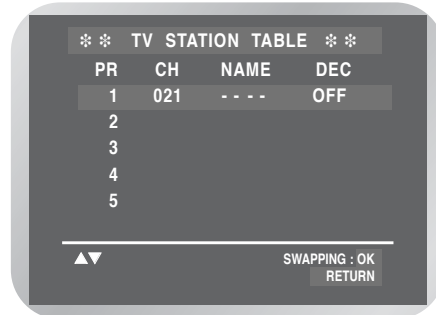 ❇ ❇ TV STATION TABLE ❇ ❇
PR CH NAME DEC
1 021 - - - - OFF
2
3
4
5
▲▼ SWAPPING : OK
RETURN